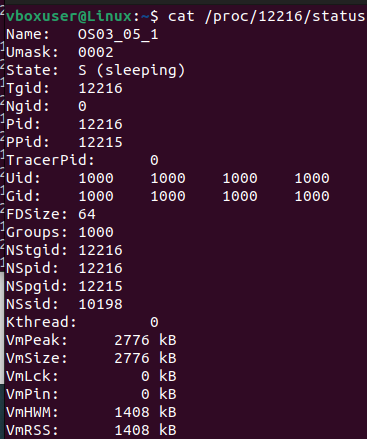 vboxuser@Linux:~$ cat /proc/12216/status
Name:	OS03_05_1
Umask:	0002
State:	S (sleeping)
Tgid:	12216
Ngid:	0
Pid:	12216
PPid:	12215
TracerPid:	0
Uid:	1000	1000	1000	1000
Gid:	1000	1000	1000	1000
FDSize:	64
Groups:	1000
NStgid:	12216
NSpid:	12216
NSpgid:	12215
NSsid:	10198
Kthread:	0
VmPeak:	2776 kB
VmSize:	2776 kB
VmLck:	0 kB
VmPin:	0 kB
VmHWM:	1408 kB
VmRSS:	1408 kB